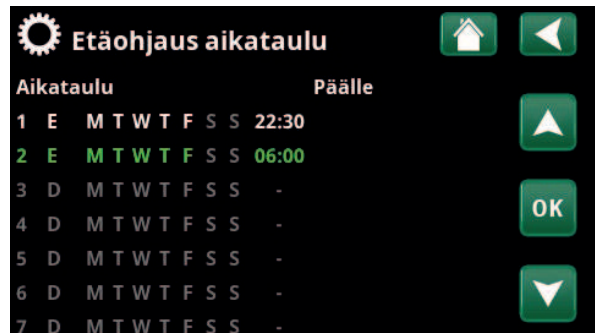 Etäohjaus aikataulu
Aikataulu Päälle
1 E M T W T F S S 22:30
2 E M T W T F S S 06:00
3 D M T W T F S S -
4 D M T W T F S S -
OK
5 D M T W T F S S -
6 D M T W T F S S -
7 D M T W T F S S